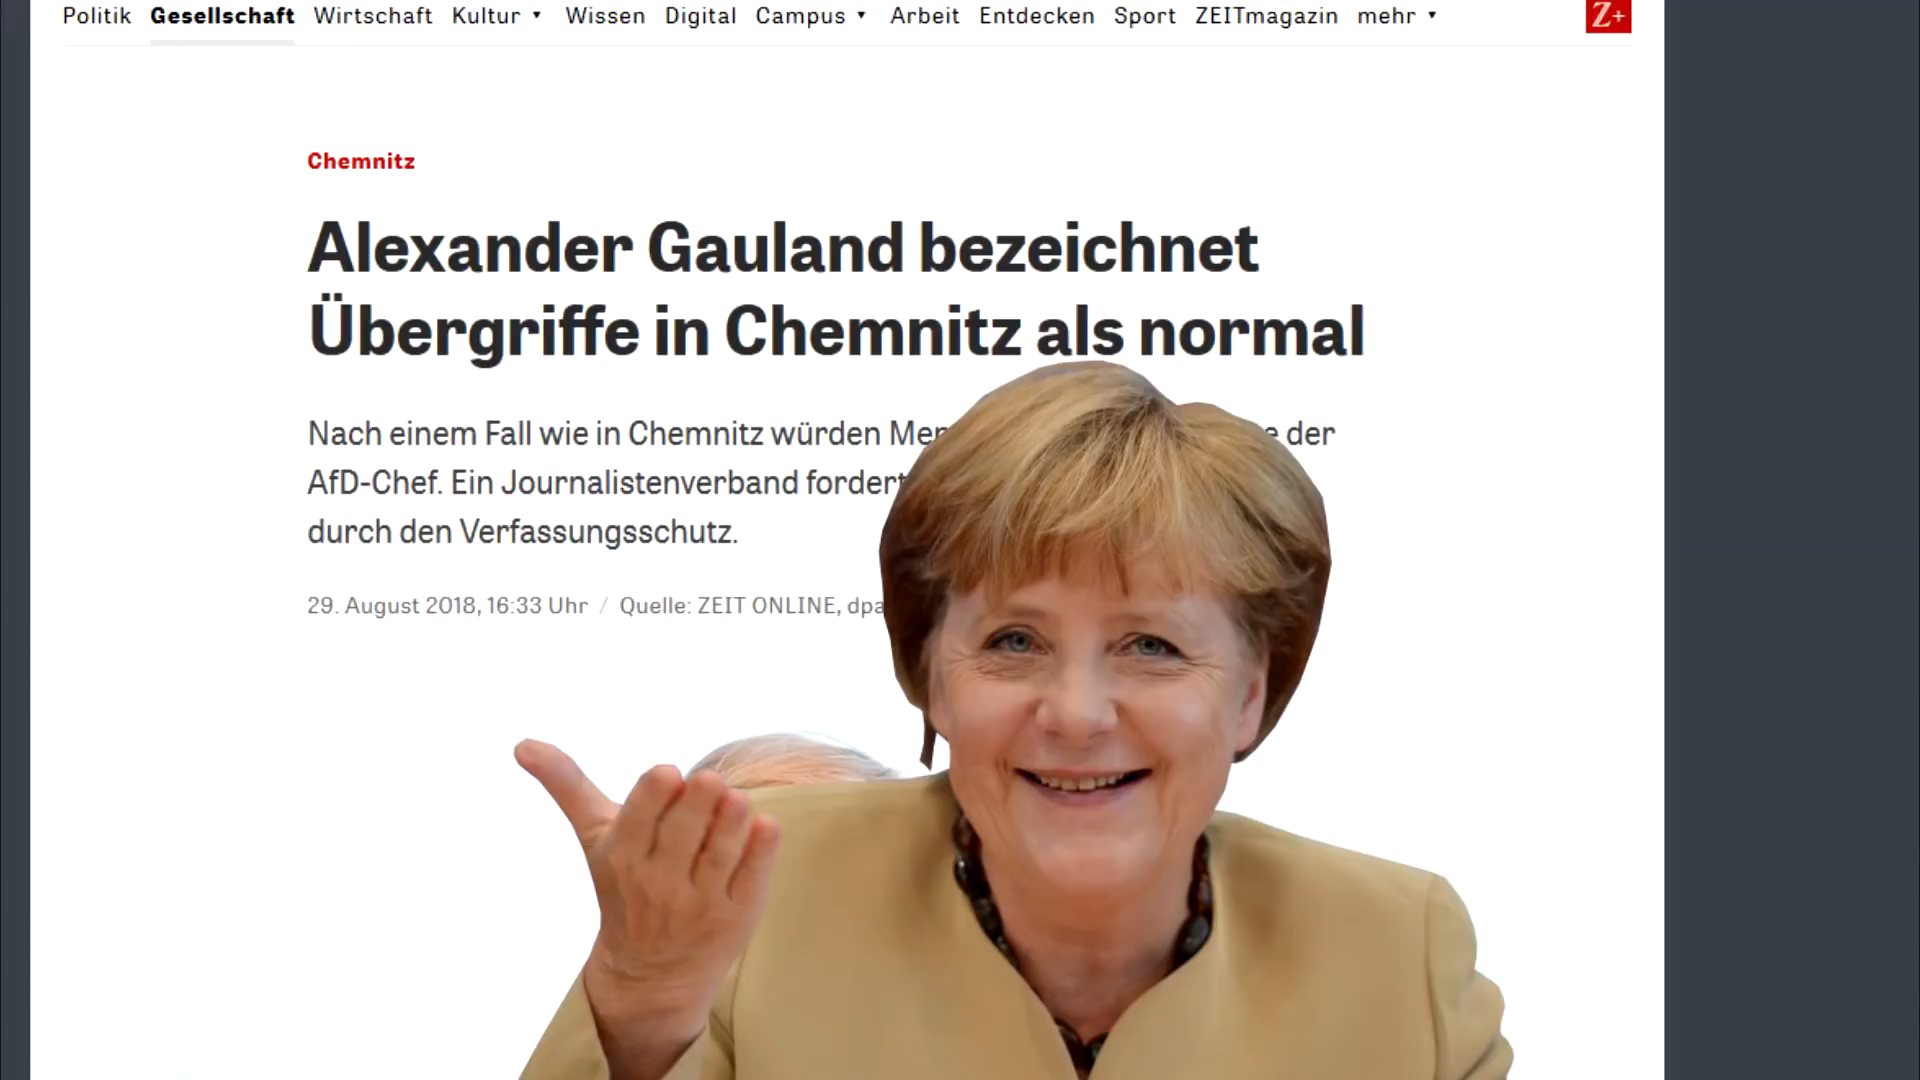 Politik Gesellschaft Wirtschaft Kultur ▾ Wissen Digital Campus ▾ Arbeit Entdecken Sport ZEITmagazin mehr ▾ Z+
Chemnitz
Alexander Gauland bezeichnet
Übergriffe in Chemnitz als normal
Nach einem Fall wie in Chemnitz würden der
AfD-Chef. Ein Journalistenverband fordert
durch den Verfassungsschutz.
29. August 2018, 16:33 Uhr / Quelle: ZEIT ONLINE, dpa